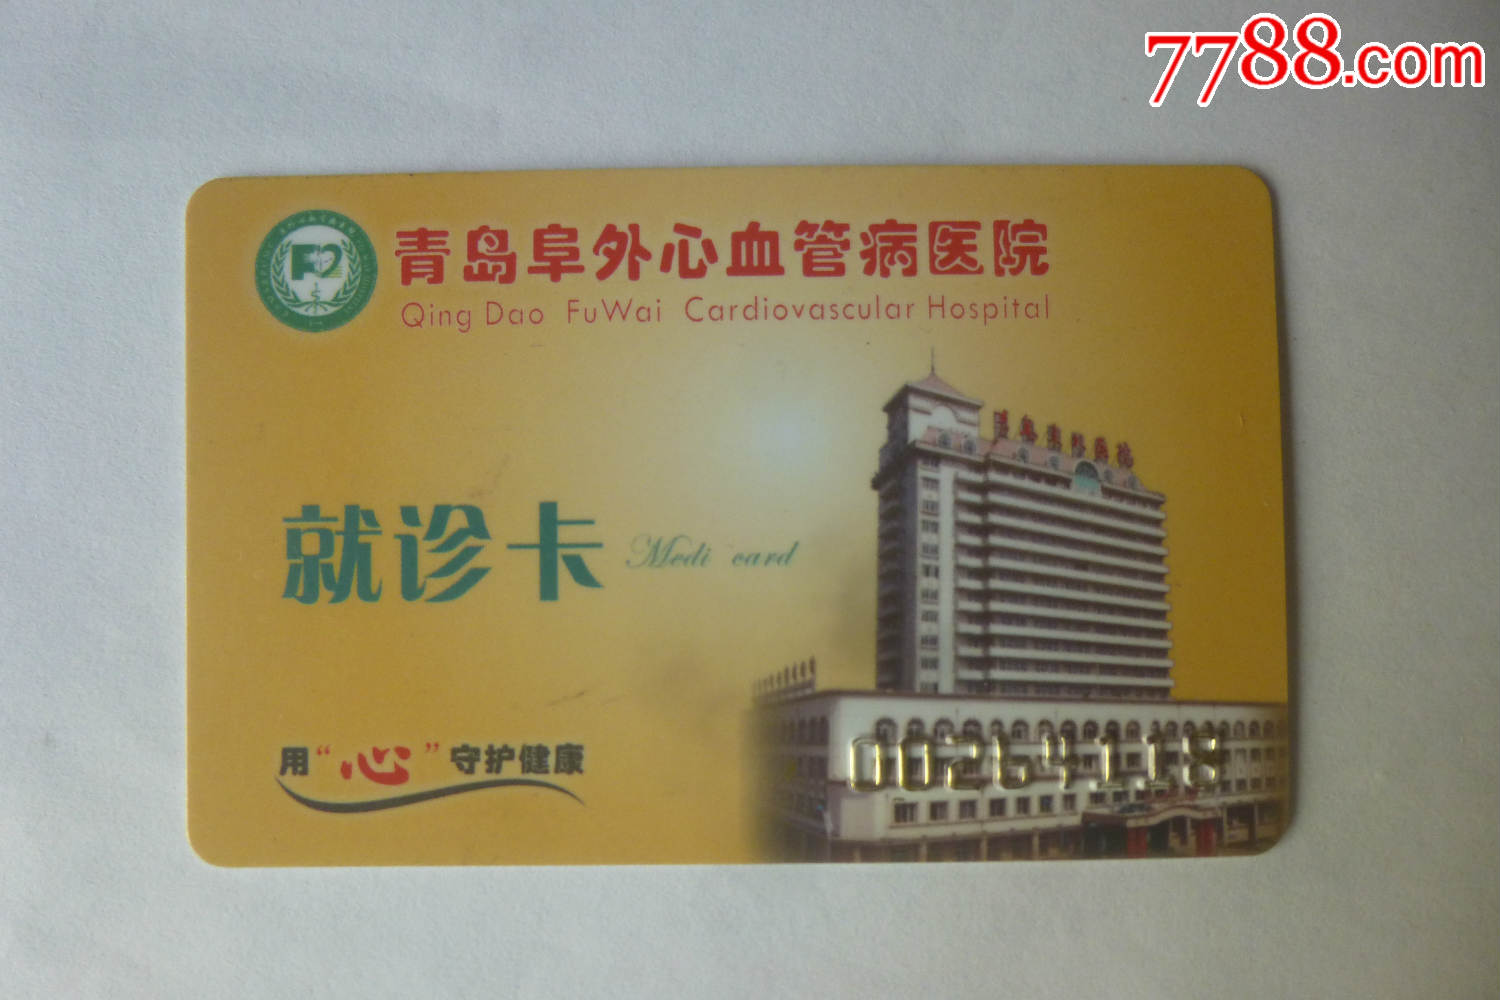 7788.com
青岛阜外心血管病医院
Qing Dao FuWai Cardiovascular Hospital
就诊卡 Medi card
用“心”守护健康
002641118